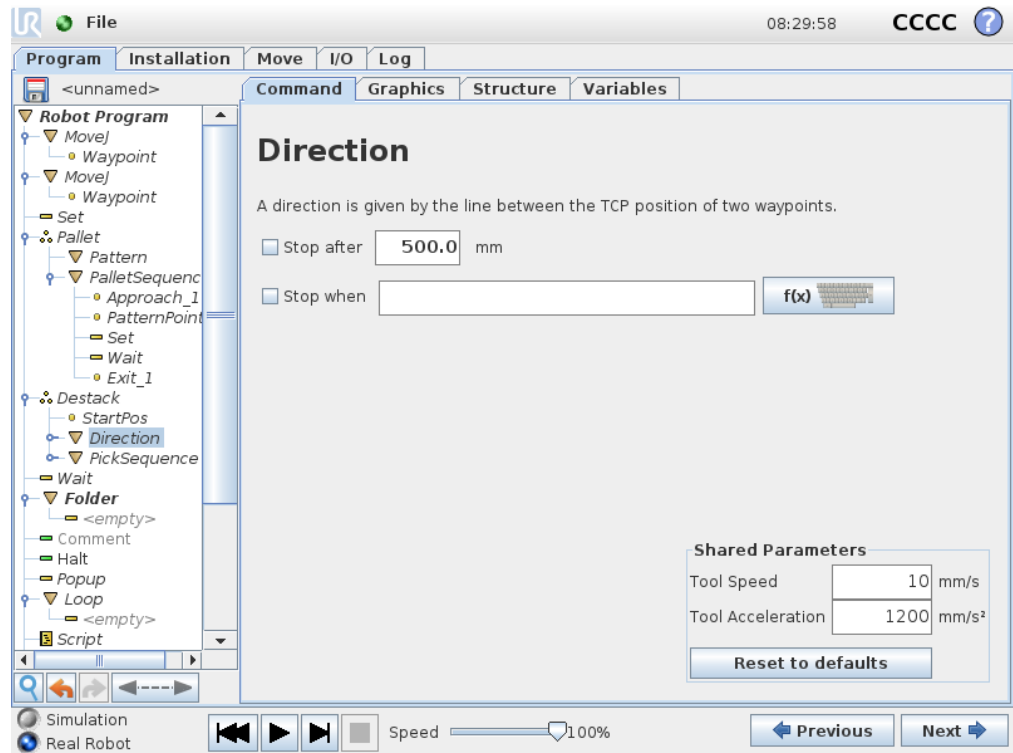 UR File 08:29:58 CCCC ?
Program Installation Move I/O Log
<unnamed>
Command Graphics Structure Variables
Robot Program
MoveJ
Waypoint
MoveJ
Waypoint
Set
Pallet
Pattern
PalletSequenc
Approach_1
PatternPoint
Set
Wait
Exit_1
Destack
StartPos
Direction
PickSequence
Wait
Folder
<empty>
Comment
Halt
Popup
Loop
<empty>
Script
Direction
A direction is given by the line between the TCP position of two waypoints.
Stop after 500.0 mm
Stop when f(x)
Shared Parameters
Tool Speed 10 mm/s
Tool Acceleration 1200 mm/s²
Reset to defaults
Simulation
Real Robot
Speed 100%
Previous Next